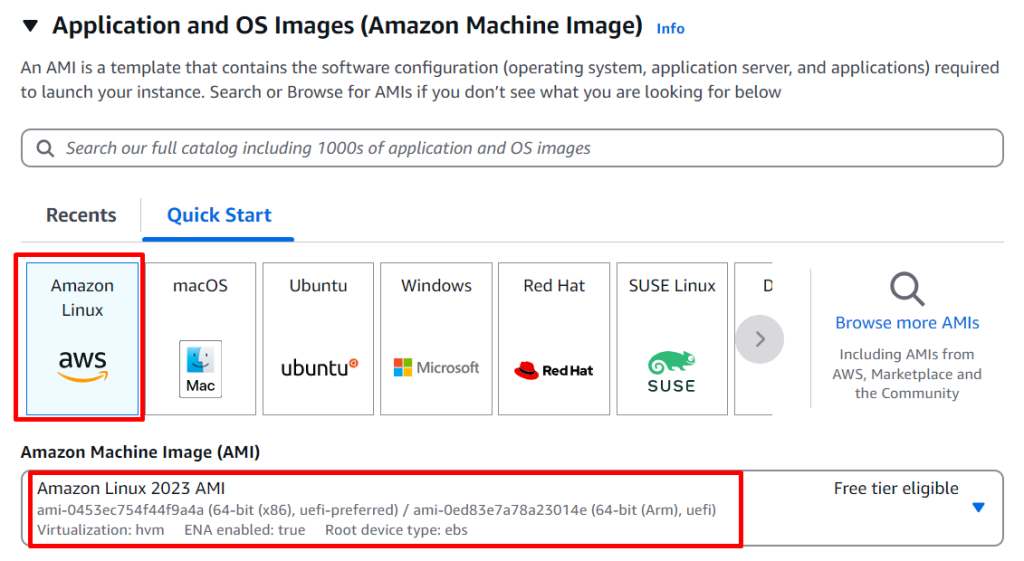 Application and OS Images (Amazon Machine Image) Info
An AMI is a template that contains the software configuration (operating system, application server, and applications) required
to launch your instance. Search or Browse for AMIs if you don’t see what you are looking for below
Search our full catalog including 1000s of application and OS images
Recents
Quick Start
Amazon
Linux
aws
macOS
Mac
Ubuntu
ubuntu
Windows
Microsoft
Red Hat
Red Hat
SUSE Linux
SUSE
D
Browse more AMIs
Including AMIs from
AWS, Marketplace and
the Community
Amazon Machine Image (AMI)
Amazon Linux 2023 AMI
Free tier eligible
ami-0453ec754f44f9a4a (64-bit (x86), uefi-preferred) / ami-0ed83e7a78a23014e (64-bit (Arm), uefi)
Virtualization: hvm ENA enabled: true Root device type: ebs